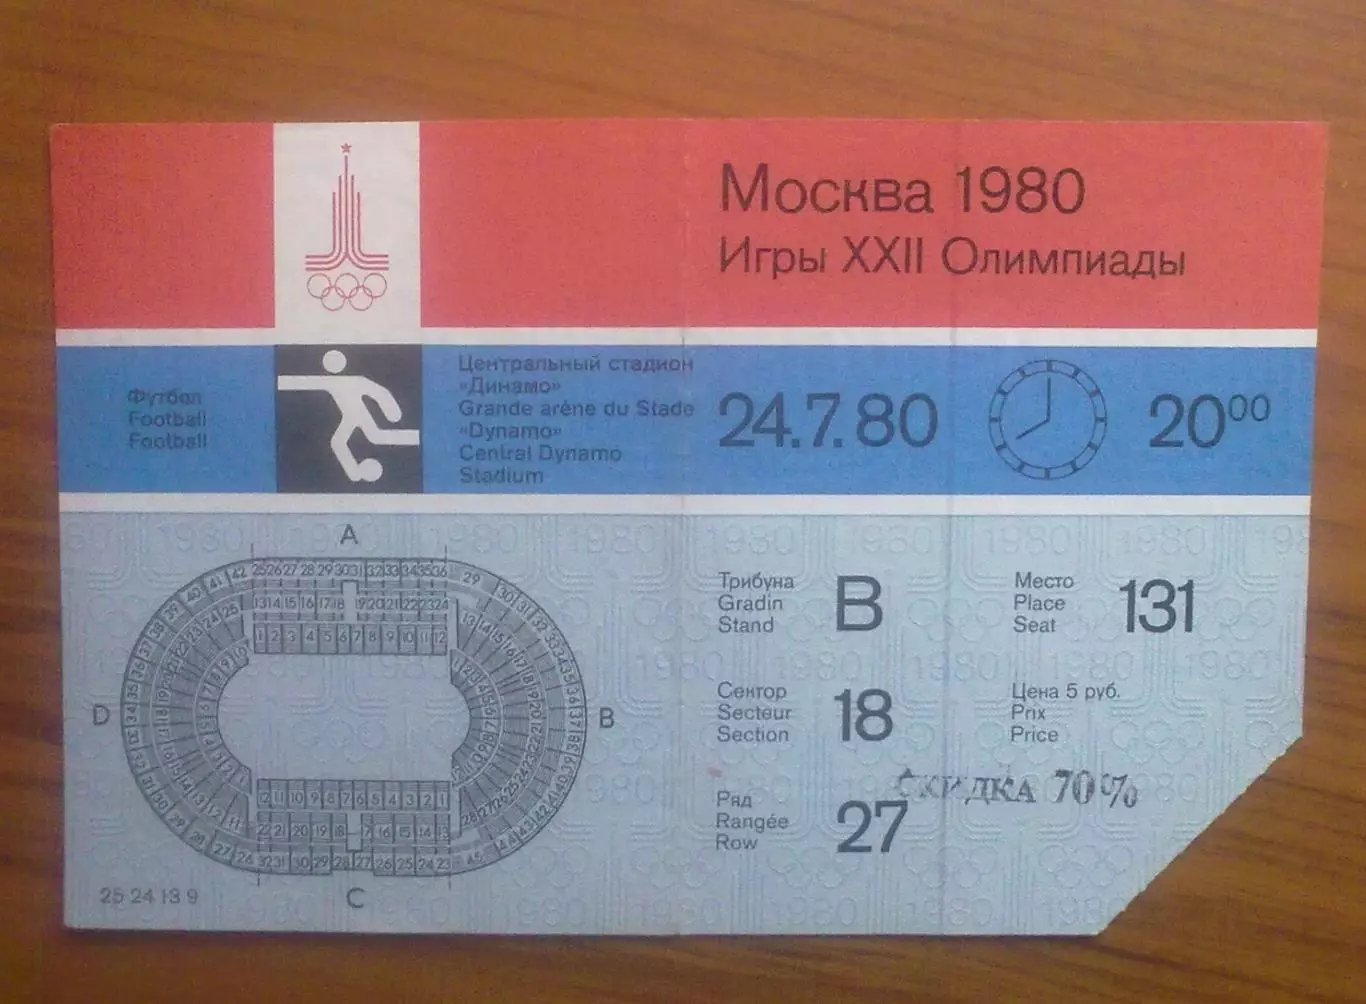 Москва 1980
Игры XXII Олимпиады
Футбол
Football
Football
Центральный стадион
«Динамо»
Grande arène du Stade
«Dynamo»
Central Dynamo
Stadium
24.7.80
20⁰⁰
A
B
C
D
25 24 13 9
Трибуна
Gradin
Stand
B
Место
Place
Seat
131
Сектор
Secteur
Section
18
Цена 5 руб.
Prix
Price
Ряд
Rangée
Row
27
СКИДКА 70%